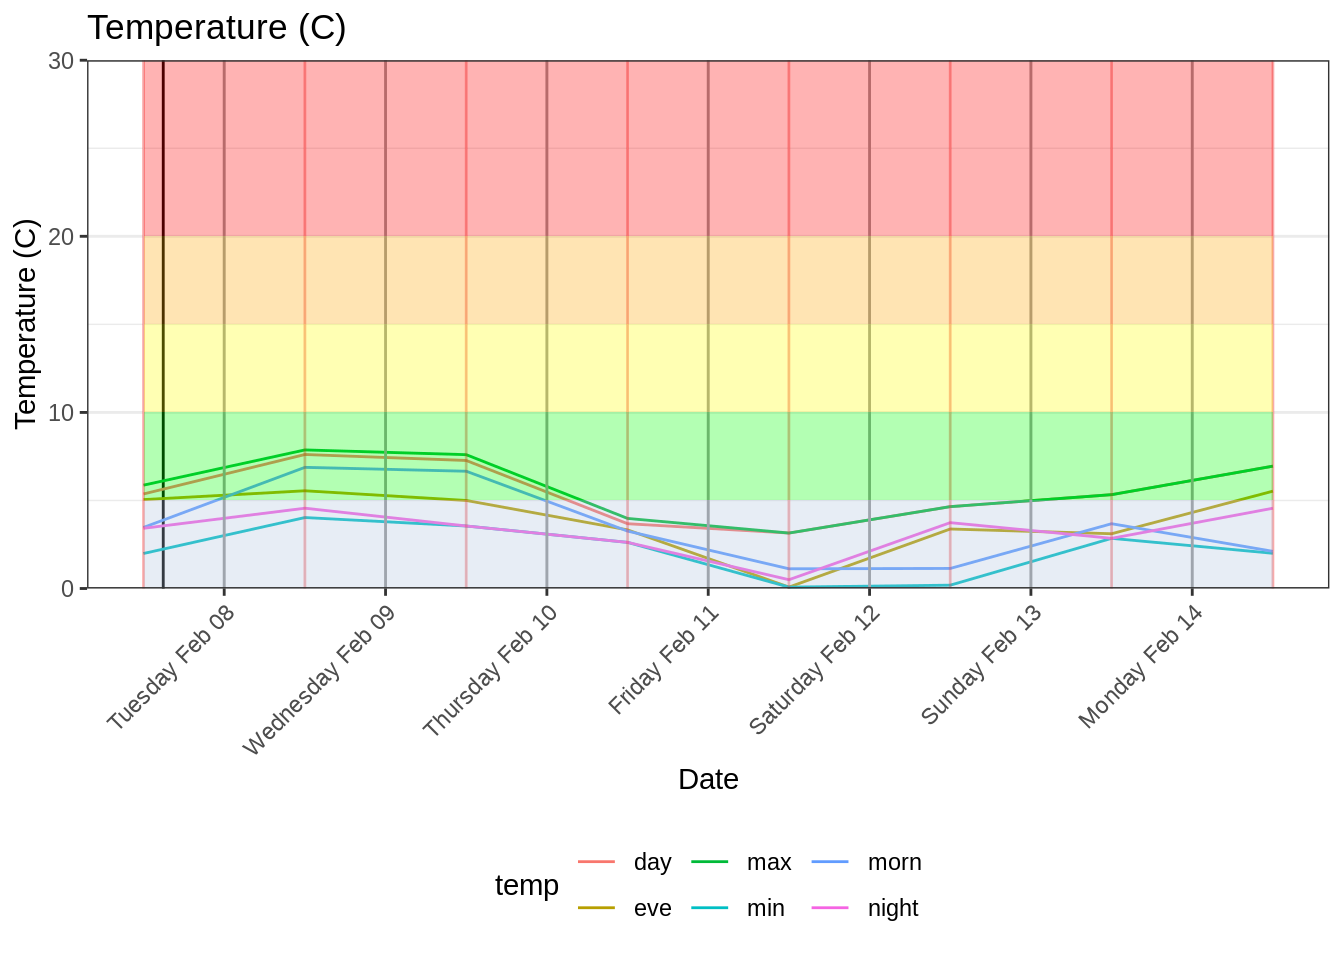 Temperature (C)
Temperature (C)
30
20
10
0
Tuesday Feb 08
Wednesday Feb 09
Thursday Feb 10
Friday Feb 11
Saturday Feb 12
Sunday Feb 13
Monday Feb 14
Date
temp
day
max
morn
eve
min
night